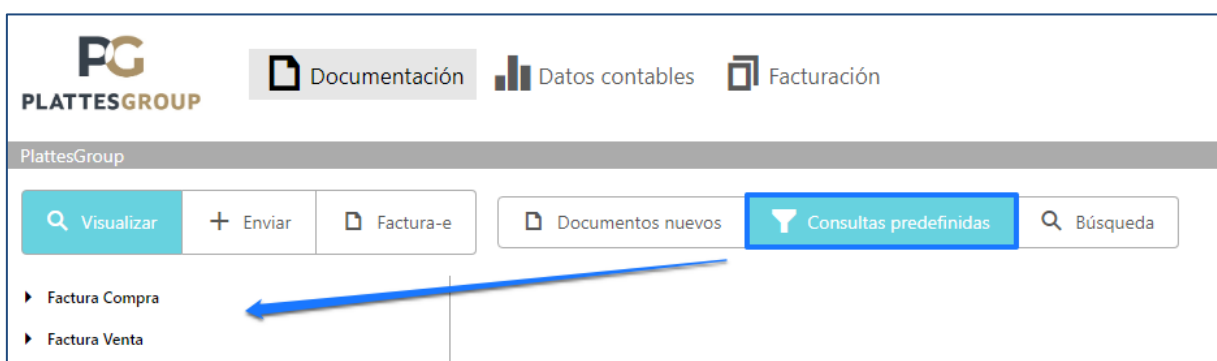 PG
PLATTESGROUP
Documentación Datos contables Facturación
PlattesGroup
Visualizar Enviar Factura-e Documentos nuevos Consultas predefinidas Búsqueda
Factura Compra
Factura Venta